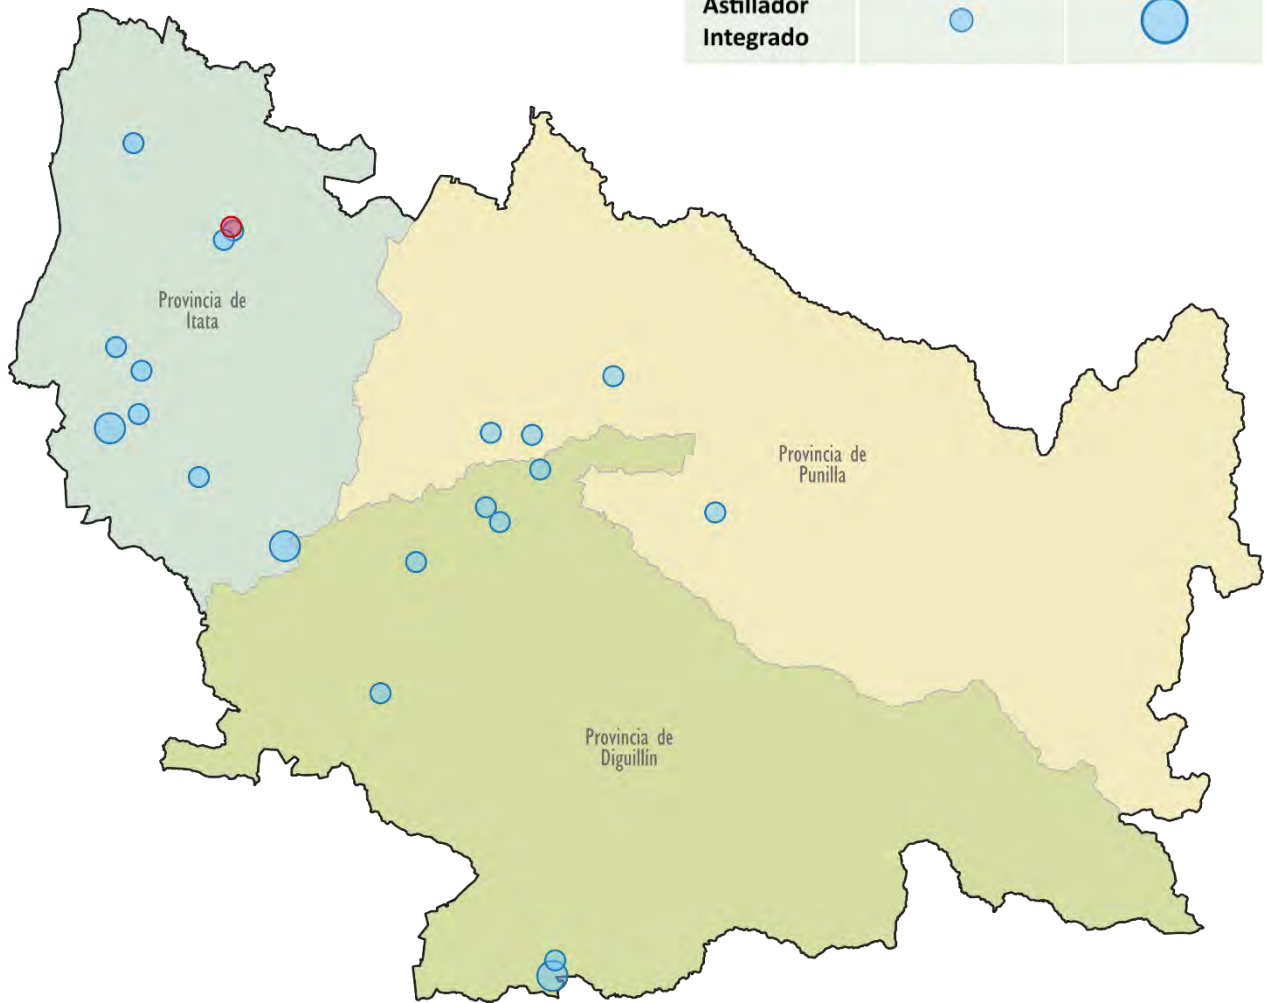 Astillador
Integrado
Provincia de
Itata
Provincia de
Punilla
Provincia de
Diguillín